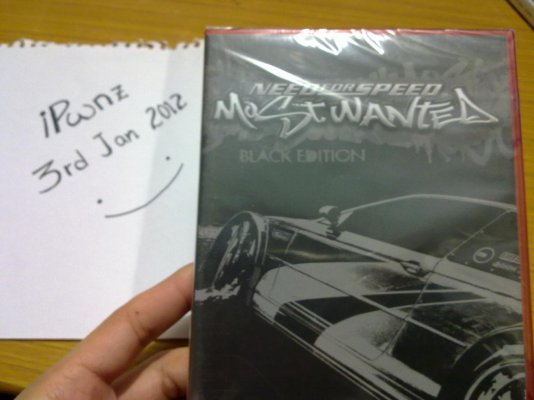 iPwnz
3rd Jan 2012
NEED FOR SPEED
MOST WANTED
BLACK EDITION